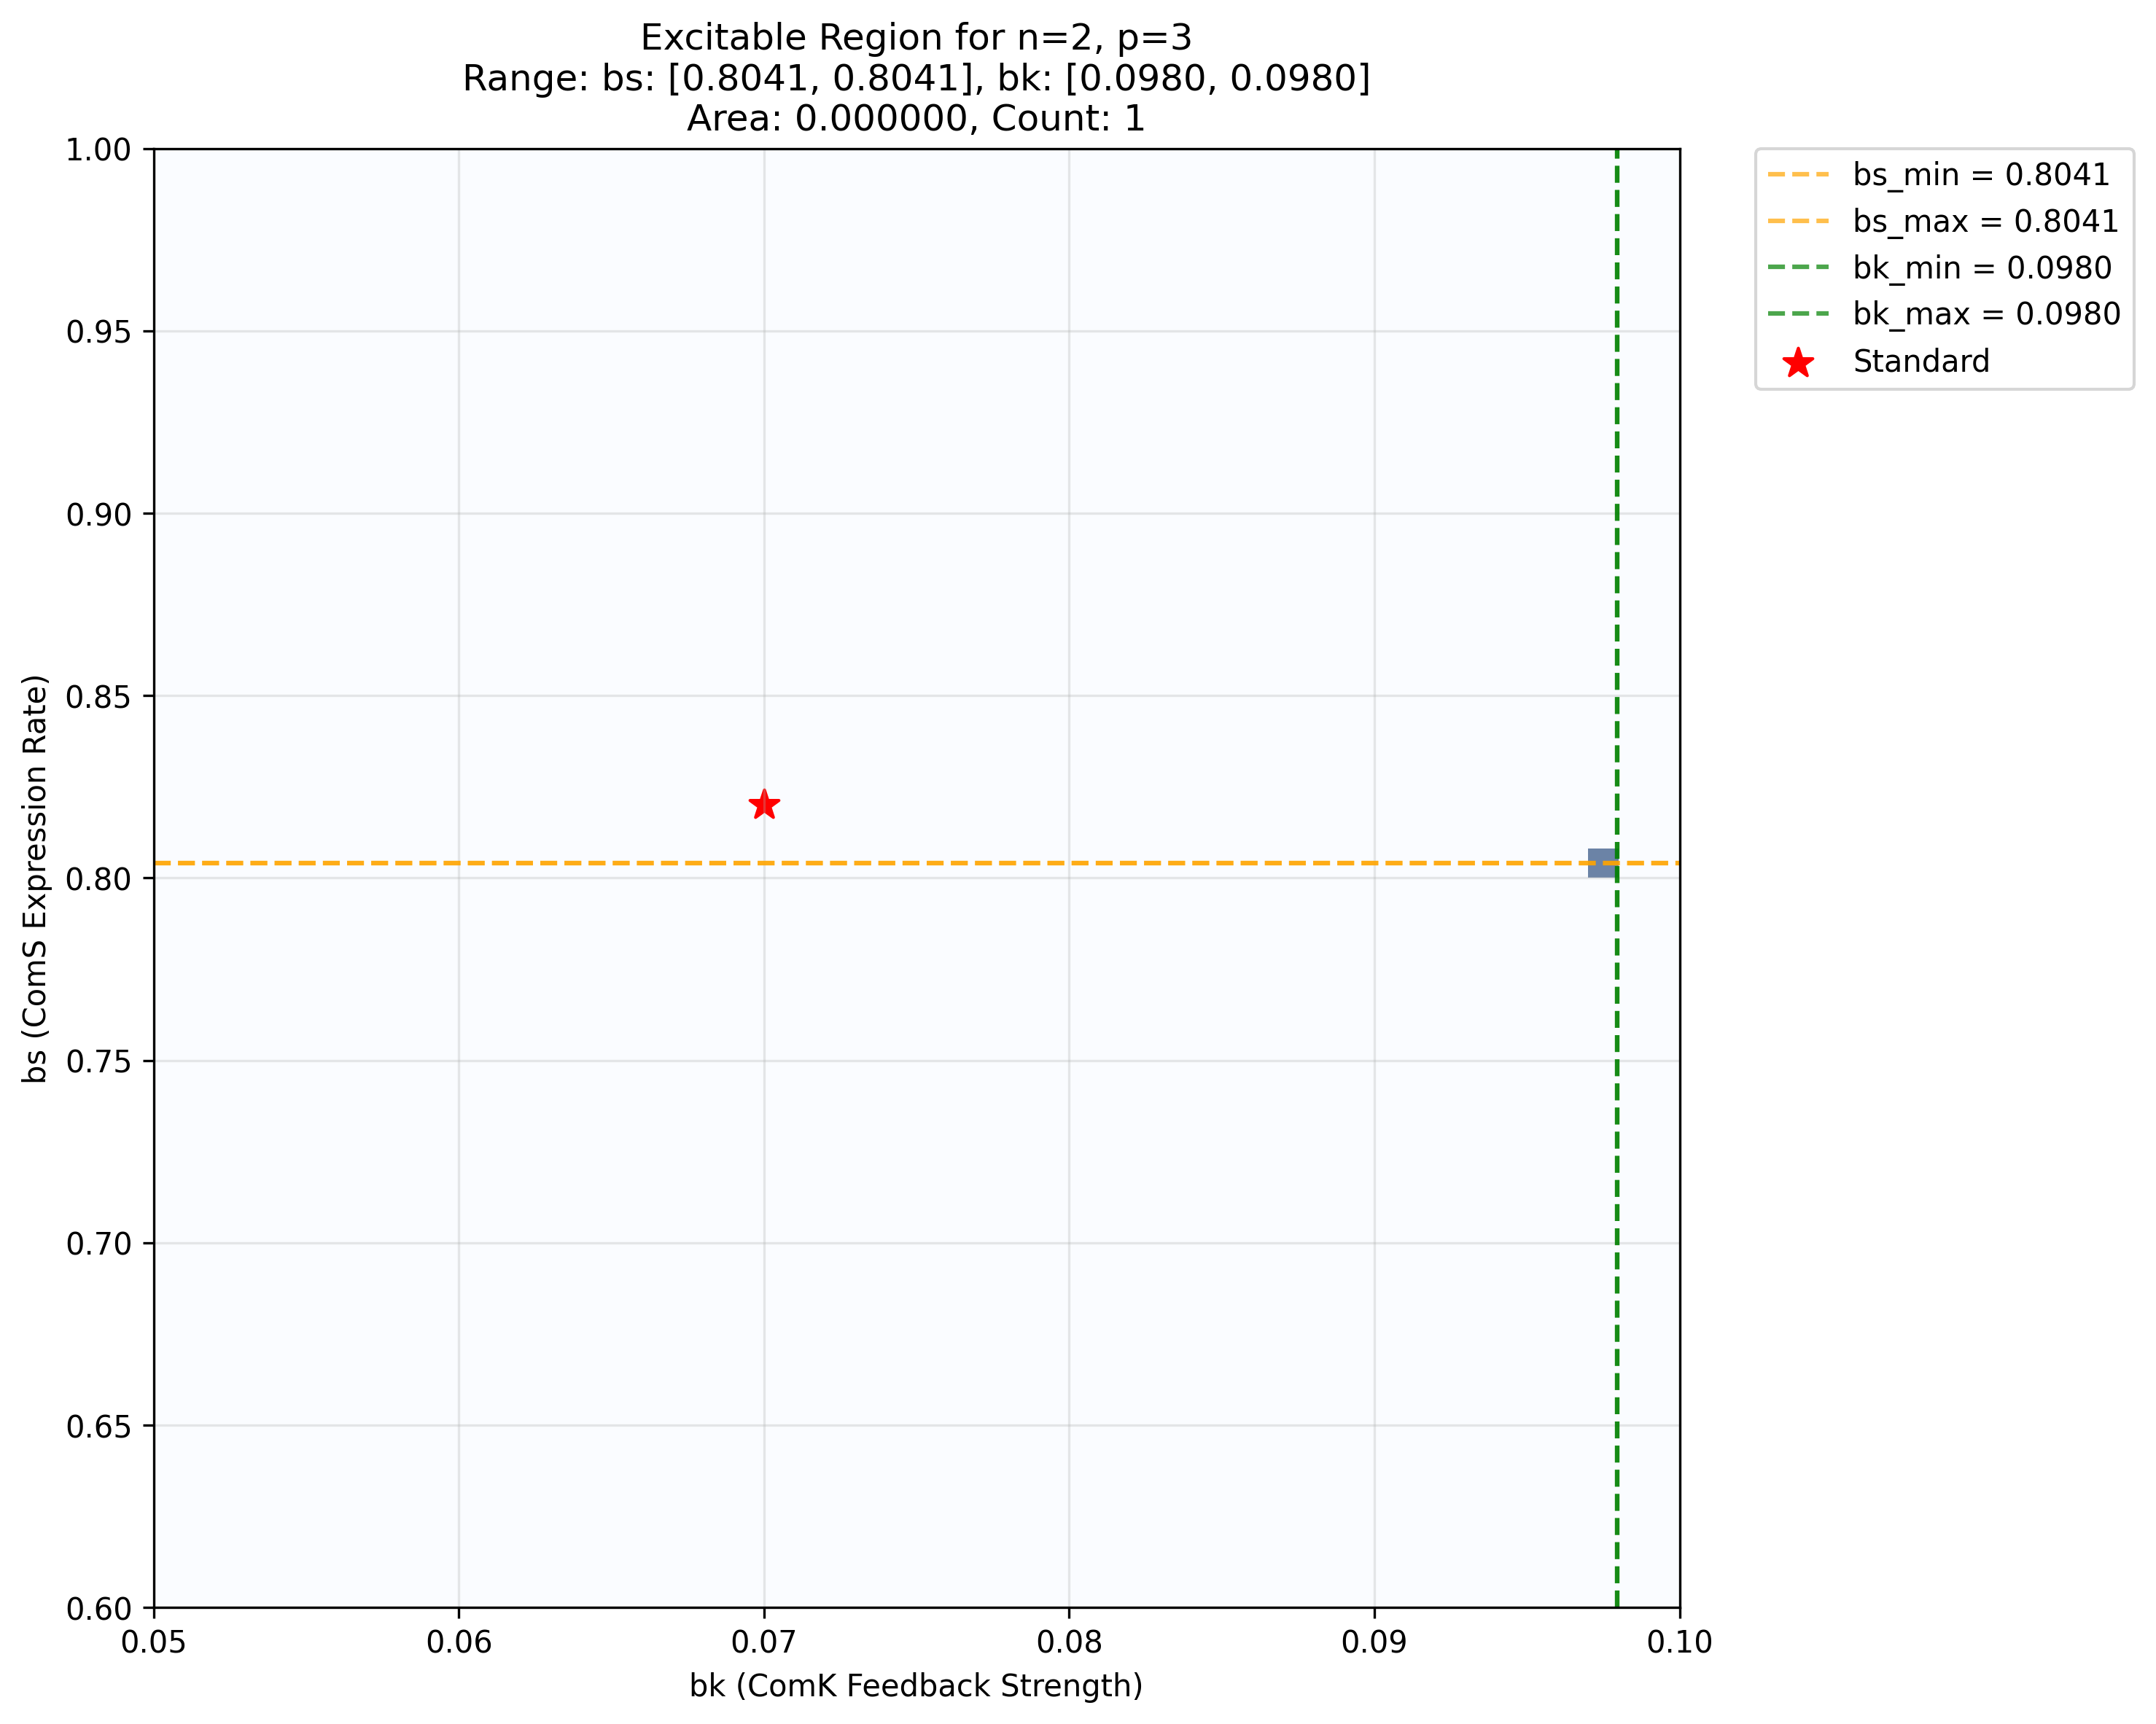 Excitable Region for n=2, p=3
Range: bs: [0.8041, 0.8041], bk: [0.0980, 0.0980]
Area: 0.000000, Count: 1
bs_min = 0.8041
bs_max = 0.8041
bk_min = 0.0980
bk_max = 0.0980
Standard
bs (ComS Expression Rate)
1.00
0.95
0.90
0.85
0.80
0.75
0.70
0.65
0.60
0.05
0.06
0.07
0.08
0.09
0.10
bk (ComK Feedback Strength)